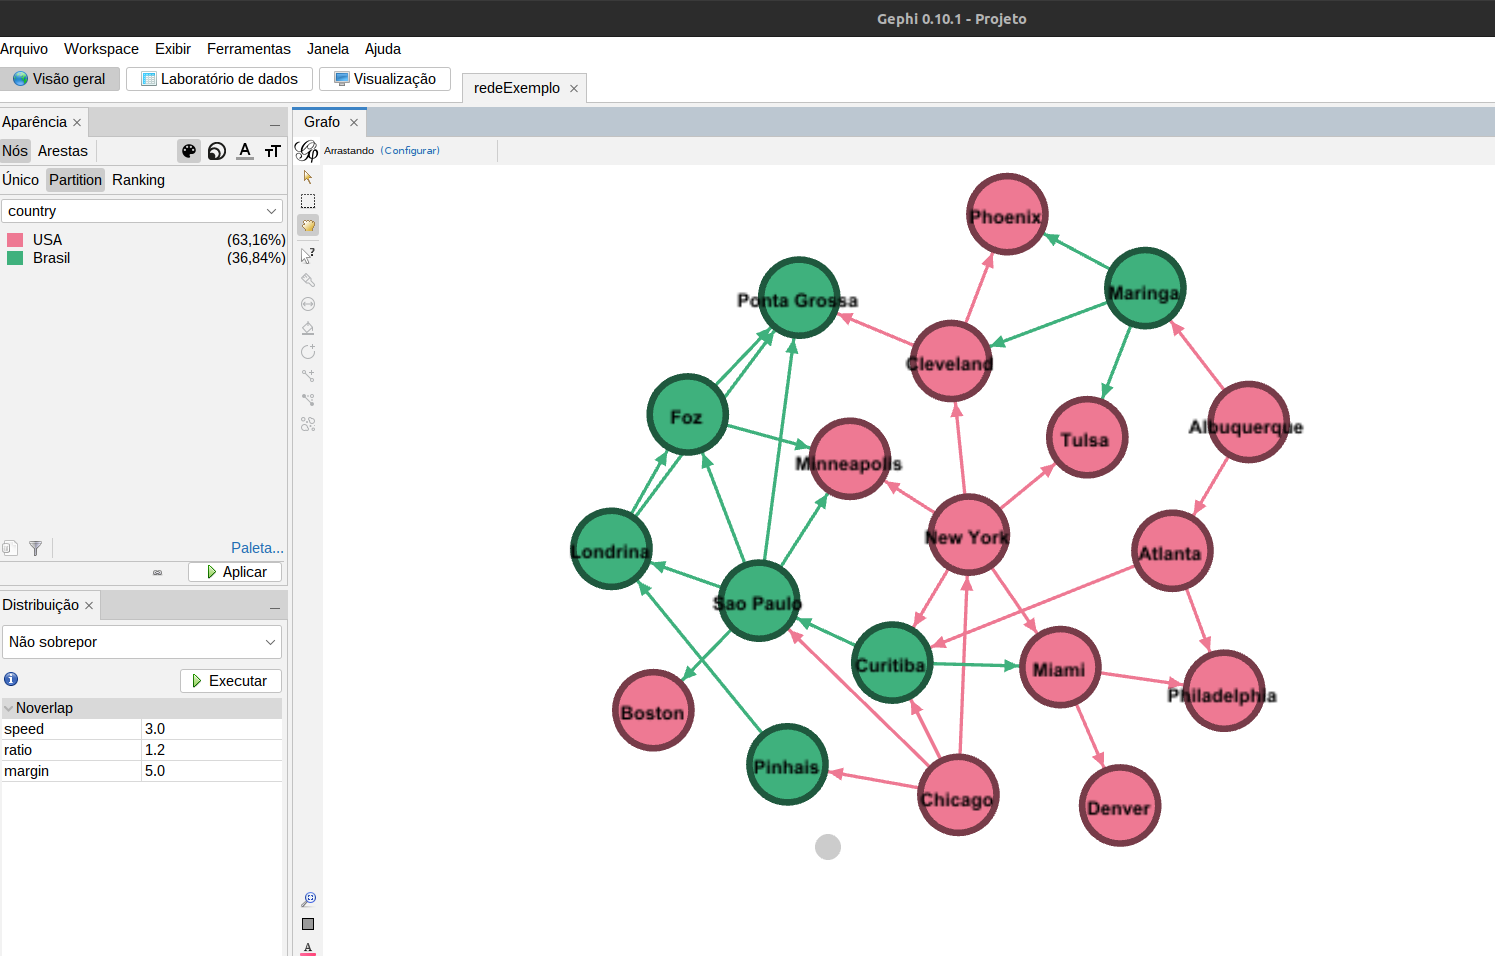 Gephi 0.10.1 - Projeto
Arquivo Workspace Exibir Ferramentas Janela Ajuda
Visão geral Laboratório de dados Visualização redeExemplo ×
Aparência × Grafo ×
Nós Arestas A TT Arrastando (Configurar)
Único Partition Ranking
country
USA (63,16%)
Brasil (36,84%)
Paleta...
Aplicar
Distribuição ×
Não sobrepor
Executar
Noverlap
speed 3.0
ratio 1.2
margin 5.0
A
Phoenix
Maringa
Ponta Grossa
Cleveland
Foz
Albuquerque
Tulsa
Minneapolis
New York
Londrina
Atlanta
Sao Paulo
Curitiba
Miami
Philadelphia
Boston
Pinhais
Chicago
Denver